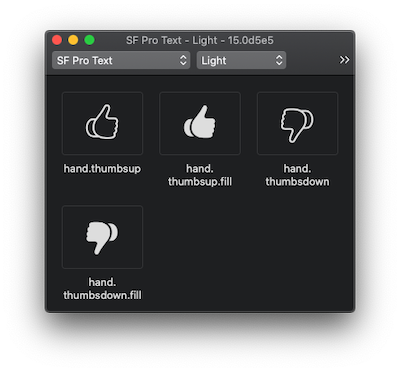 SF Pro Text - Light - 15.0d5e5
SF Pro Text
Light
hand.thumbsup
hand.
thumbsup.fill
hand.
thumbsdown
hand.
thumbsdown.fill